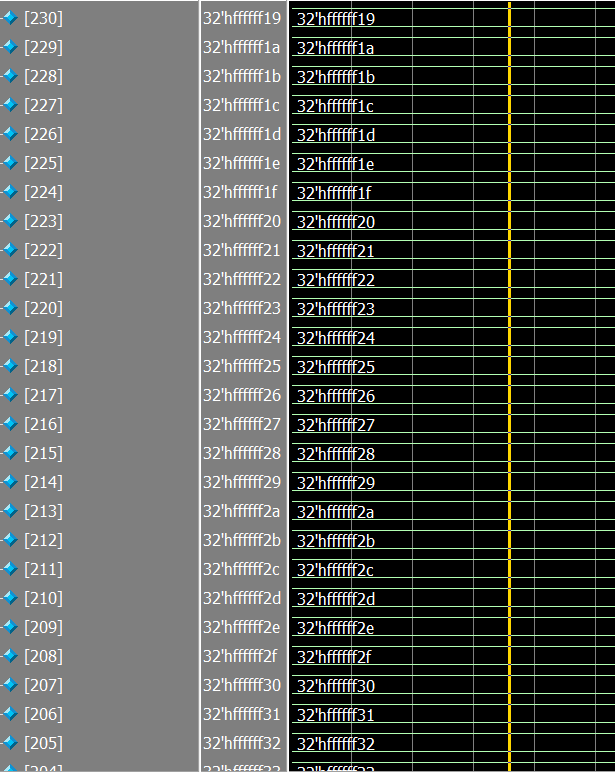 [230] 32'hffffff19 32'hffffff19
[229] 32'hffffff1a 32'hffffff1a
[228] 32'hffffff1b 32'hffffff1b
[227] 32'hffffff1c 32'hffffff1c
[226] 32'hffffff1d 32'hffffff1d
[225] 32'hffffff1e 32'hffffff1e
[224] 32'hffffff1f 32'hffffff1f
[223] 32'hffffff20 32'hffffff20
[222] 32'hffffff21 32'hffffff21
[221] 32'hffffff22 32'hffffff22
[220] 32'hffffff23 32'hffffff23
[219] 32'hffffff24 32'hffffff24
[218] 32'hffffff25 32'hffffff25
[217] 32'hffffff26 32'hffffff26
[216] 32'hffffff27 32'hffffff27
[215] 32'hffffff28 32'hffffff28
[214] 32'hffffff29 32'hffffff29
[213] 32'hffffff2a 32'hffffff2a
[212] 32'hffffff2b 32'hffffff2b
[211] 32'hffffff2c 32'hffffff2c
[210] 32'hffffff2d 32'hffffff2d
[209] 32'hffffff2e 32'hffffff2e
[208] 32'hffffff2f 32'hffffff2f
[207] 32'hffffff30 32'hffffff30
[206] 32'hffffff31 32'hffffff31
[205] 32'hffffff32 32'hffffff32